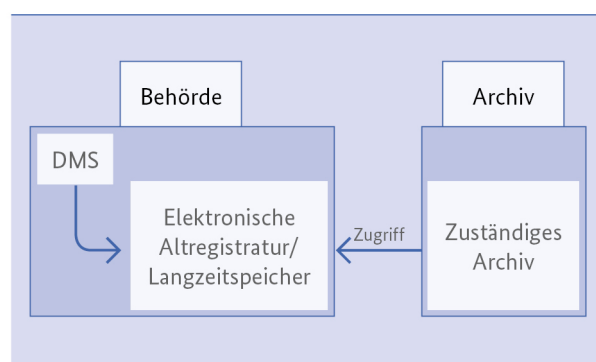 Behörde
Archiv
DMS
Elektronische
Altregistratur/
Langzeitspeicher
Zugriff
Zuständiges
Archiv